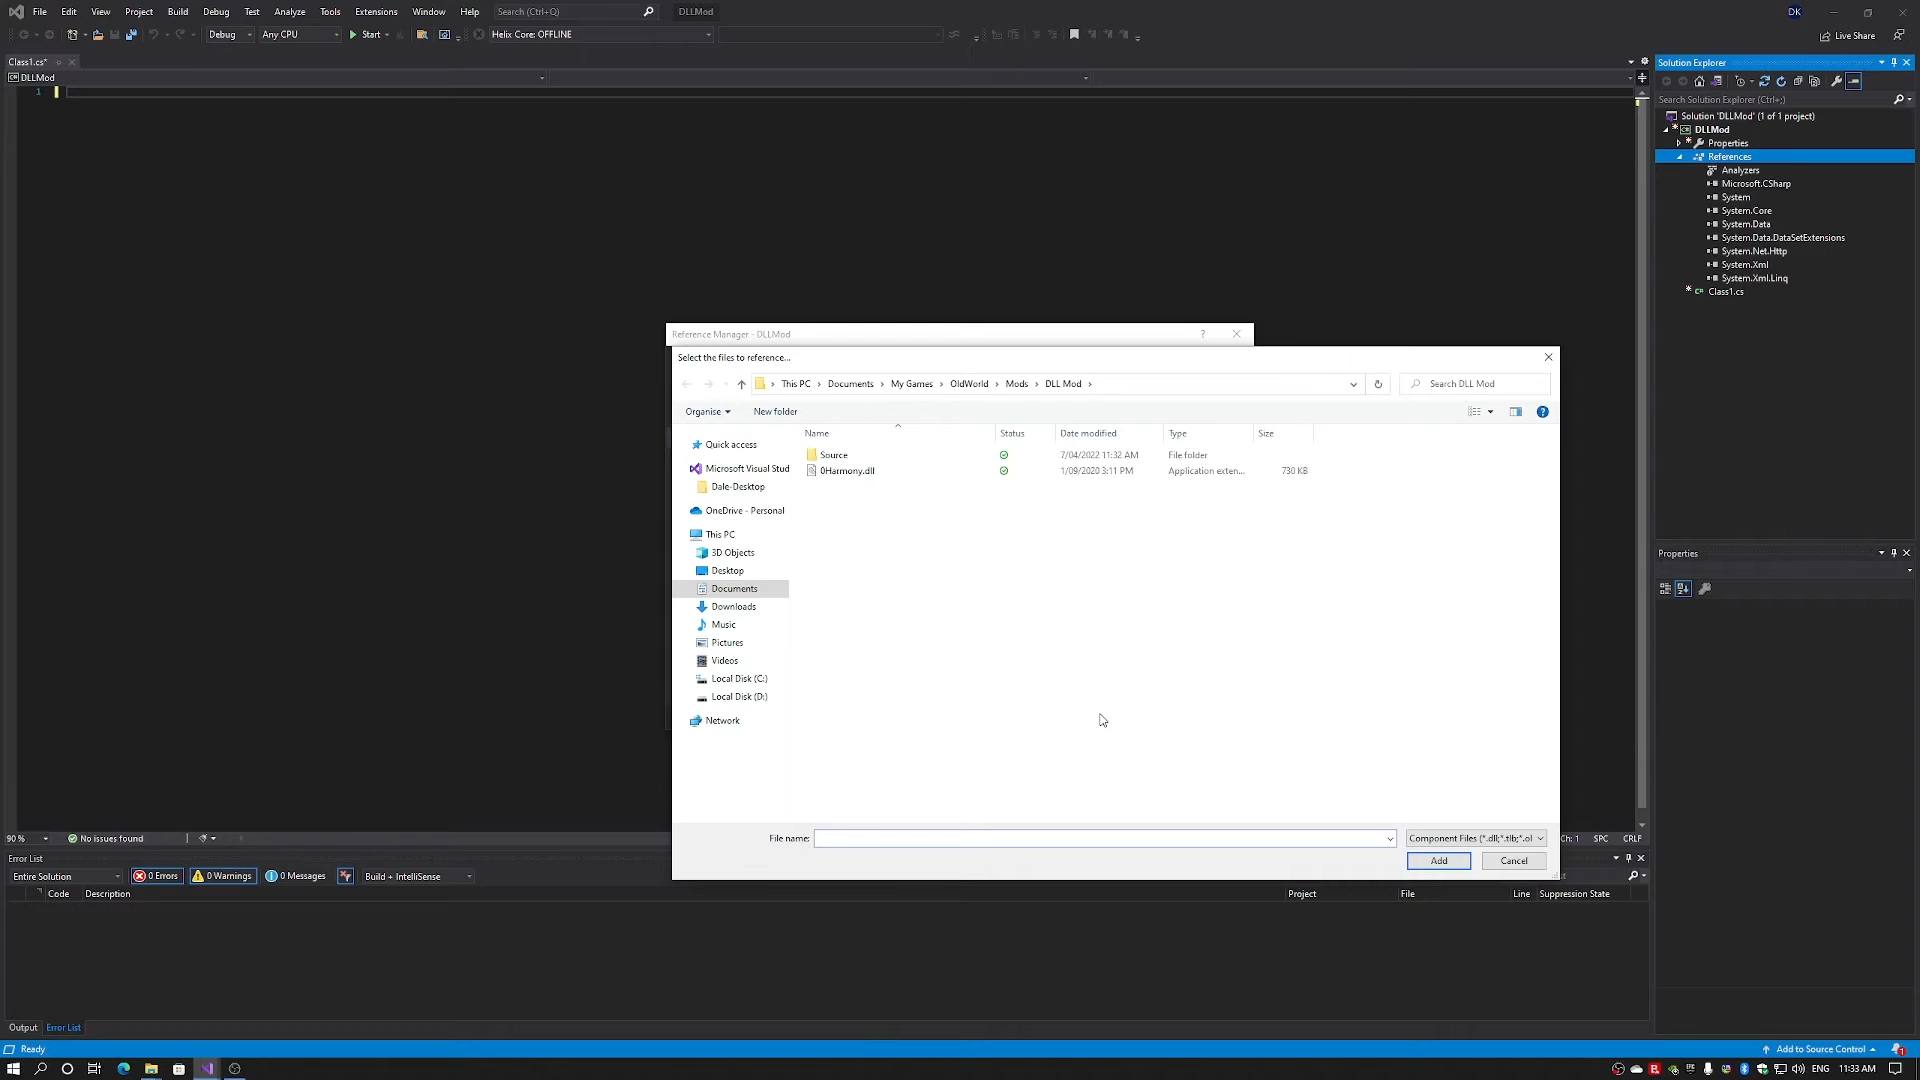 File Edit View Project Build Debug Test Analyze Tools Extensions Window Help Search (Ctrl+Q) DLLMod DK
Debug Any CPU Start Helix Core: OFFLINE Live Share
Class1.cs*
DLLMod
1
Solution Explorer
Search Solution Explorer (Ctrl+;)
Solution 'DLLMod' (1 of 1 project)
DLLMod
Properties
References
Analyzers
Microsoft.CSharp
System
System.Core
System.Data
System.Data.DataSetExtensions
System.Net.Http
System.Xml
System.Xml.Linq
Class1.cs
Reference Manager - DLLMod ?
Select the files to reference...
This PC Documents My Games OldWorld Mods DLL Mod Search DLL Mod
Organise New folder
Name Status Date modified Type Size
Source 7/04/2022 11:32 AM File folder
0Harmony.dll 1/09/2020 3:11 PM Application exten... 730 KB
Quick access
Microsoft Visual Stud
Dale-Desktop
OneDrive - Personal
This PC
3D Objects
Desktop
Documents
Downloads
Music
Pictures
Videos
Local Disk (C:)
Local Disk (D:)
Network
File name: Component Files (*.dll;*.tlb;*.ol
Add Cancel
Properties
90 % No issues found Ch: 1 SPC CRLF
Error List
Entire Solution 0 Errors 0 Warnings 0 Messages Build + IntelliSense
Code Description Project File Line Suppression State
Output Error List
Ready Add to Source Control 1
ENG 11:33 AM